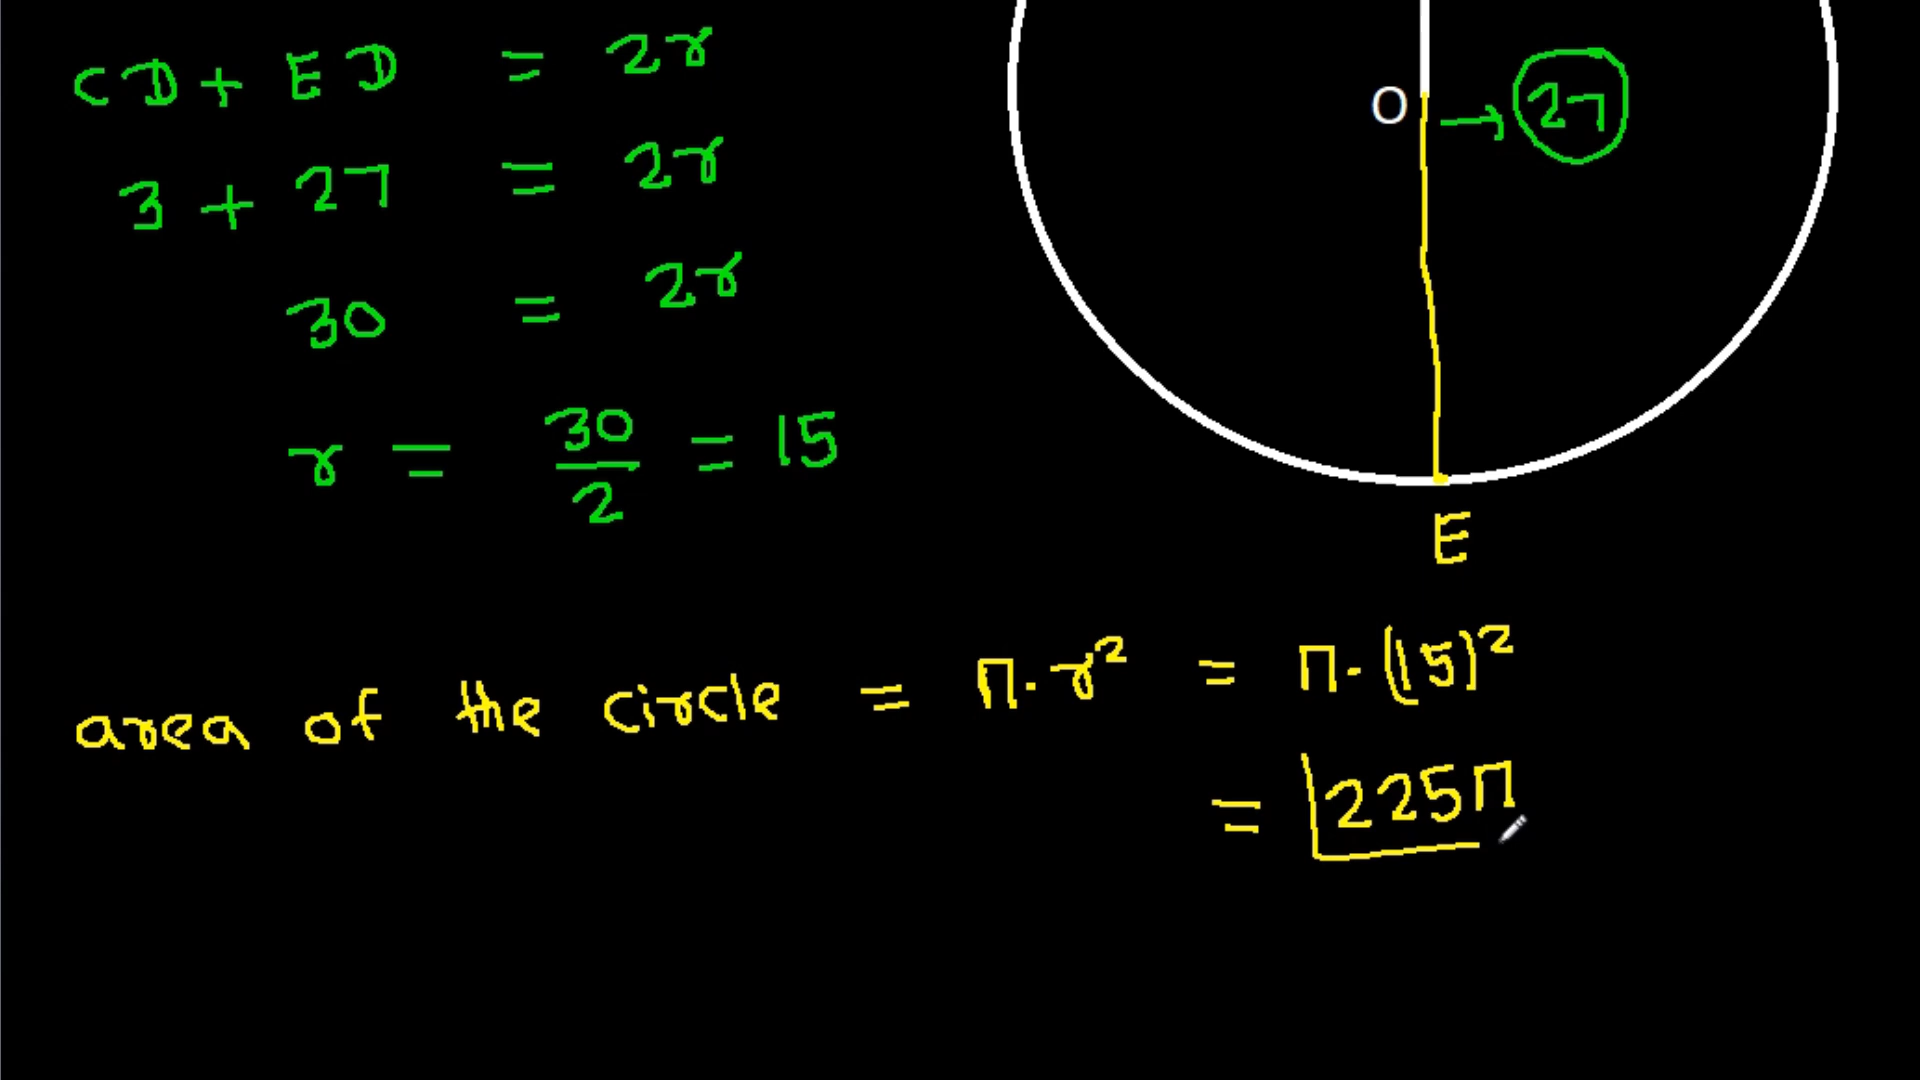 CD + ED = 2r
3 + 27 = 2r
30 = 2r
r = 30/2 = 15
O → 27
E
area of the circle = π . r² = π . (15)²
= 225π